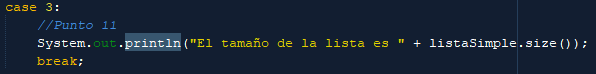 case 3:
//Punto 11
System.out.println("El tamaño de la lista es " + listaSimple.size());
break;